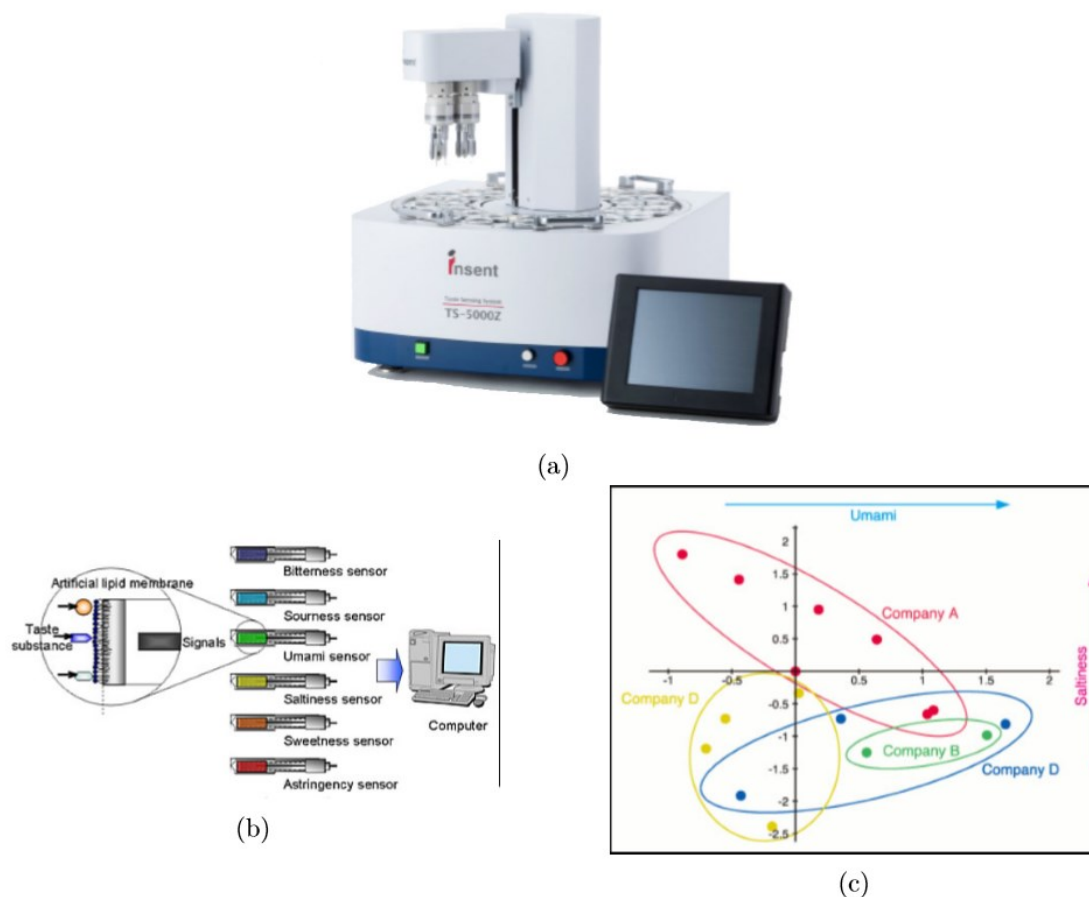 insent
Taste Sensing System
TS-5000Z
(a)
Artificial lipid membrane
Taste
substance
Signals
Bitterness sensor
Sourness sensor
Umami sensor
Saltiness sensor
Sweetness sensor
Astringency sensor
Computer
(b)
Umami
2
1.5
1
0.5
-1
-0.5
0
0.5
1
1.5
2
-0.5
-1
-1.5
-2
-2.5
Company A
Company D
Company B
Company D
Saltiness
(c)